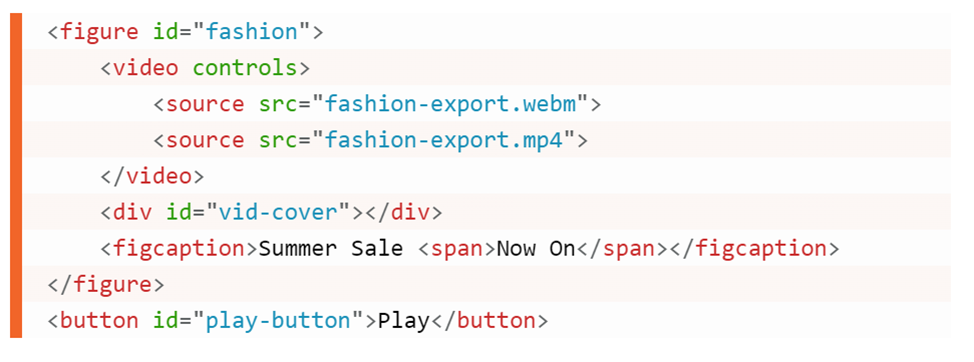 <figure id="fashion">
    <video controls>
        <source src="fashion-export.webm">
        <source src="fashion-export.mp4">
    </video>
    <div id="vid-cover"></div>
    <figcaption>Summer Sale <span>Now On</span></figcaption>
</figure>
<button id="play-button">Play</button>